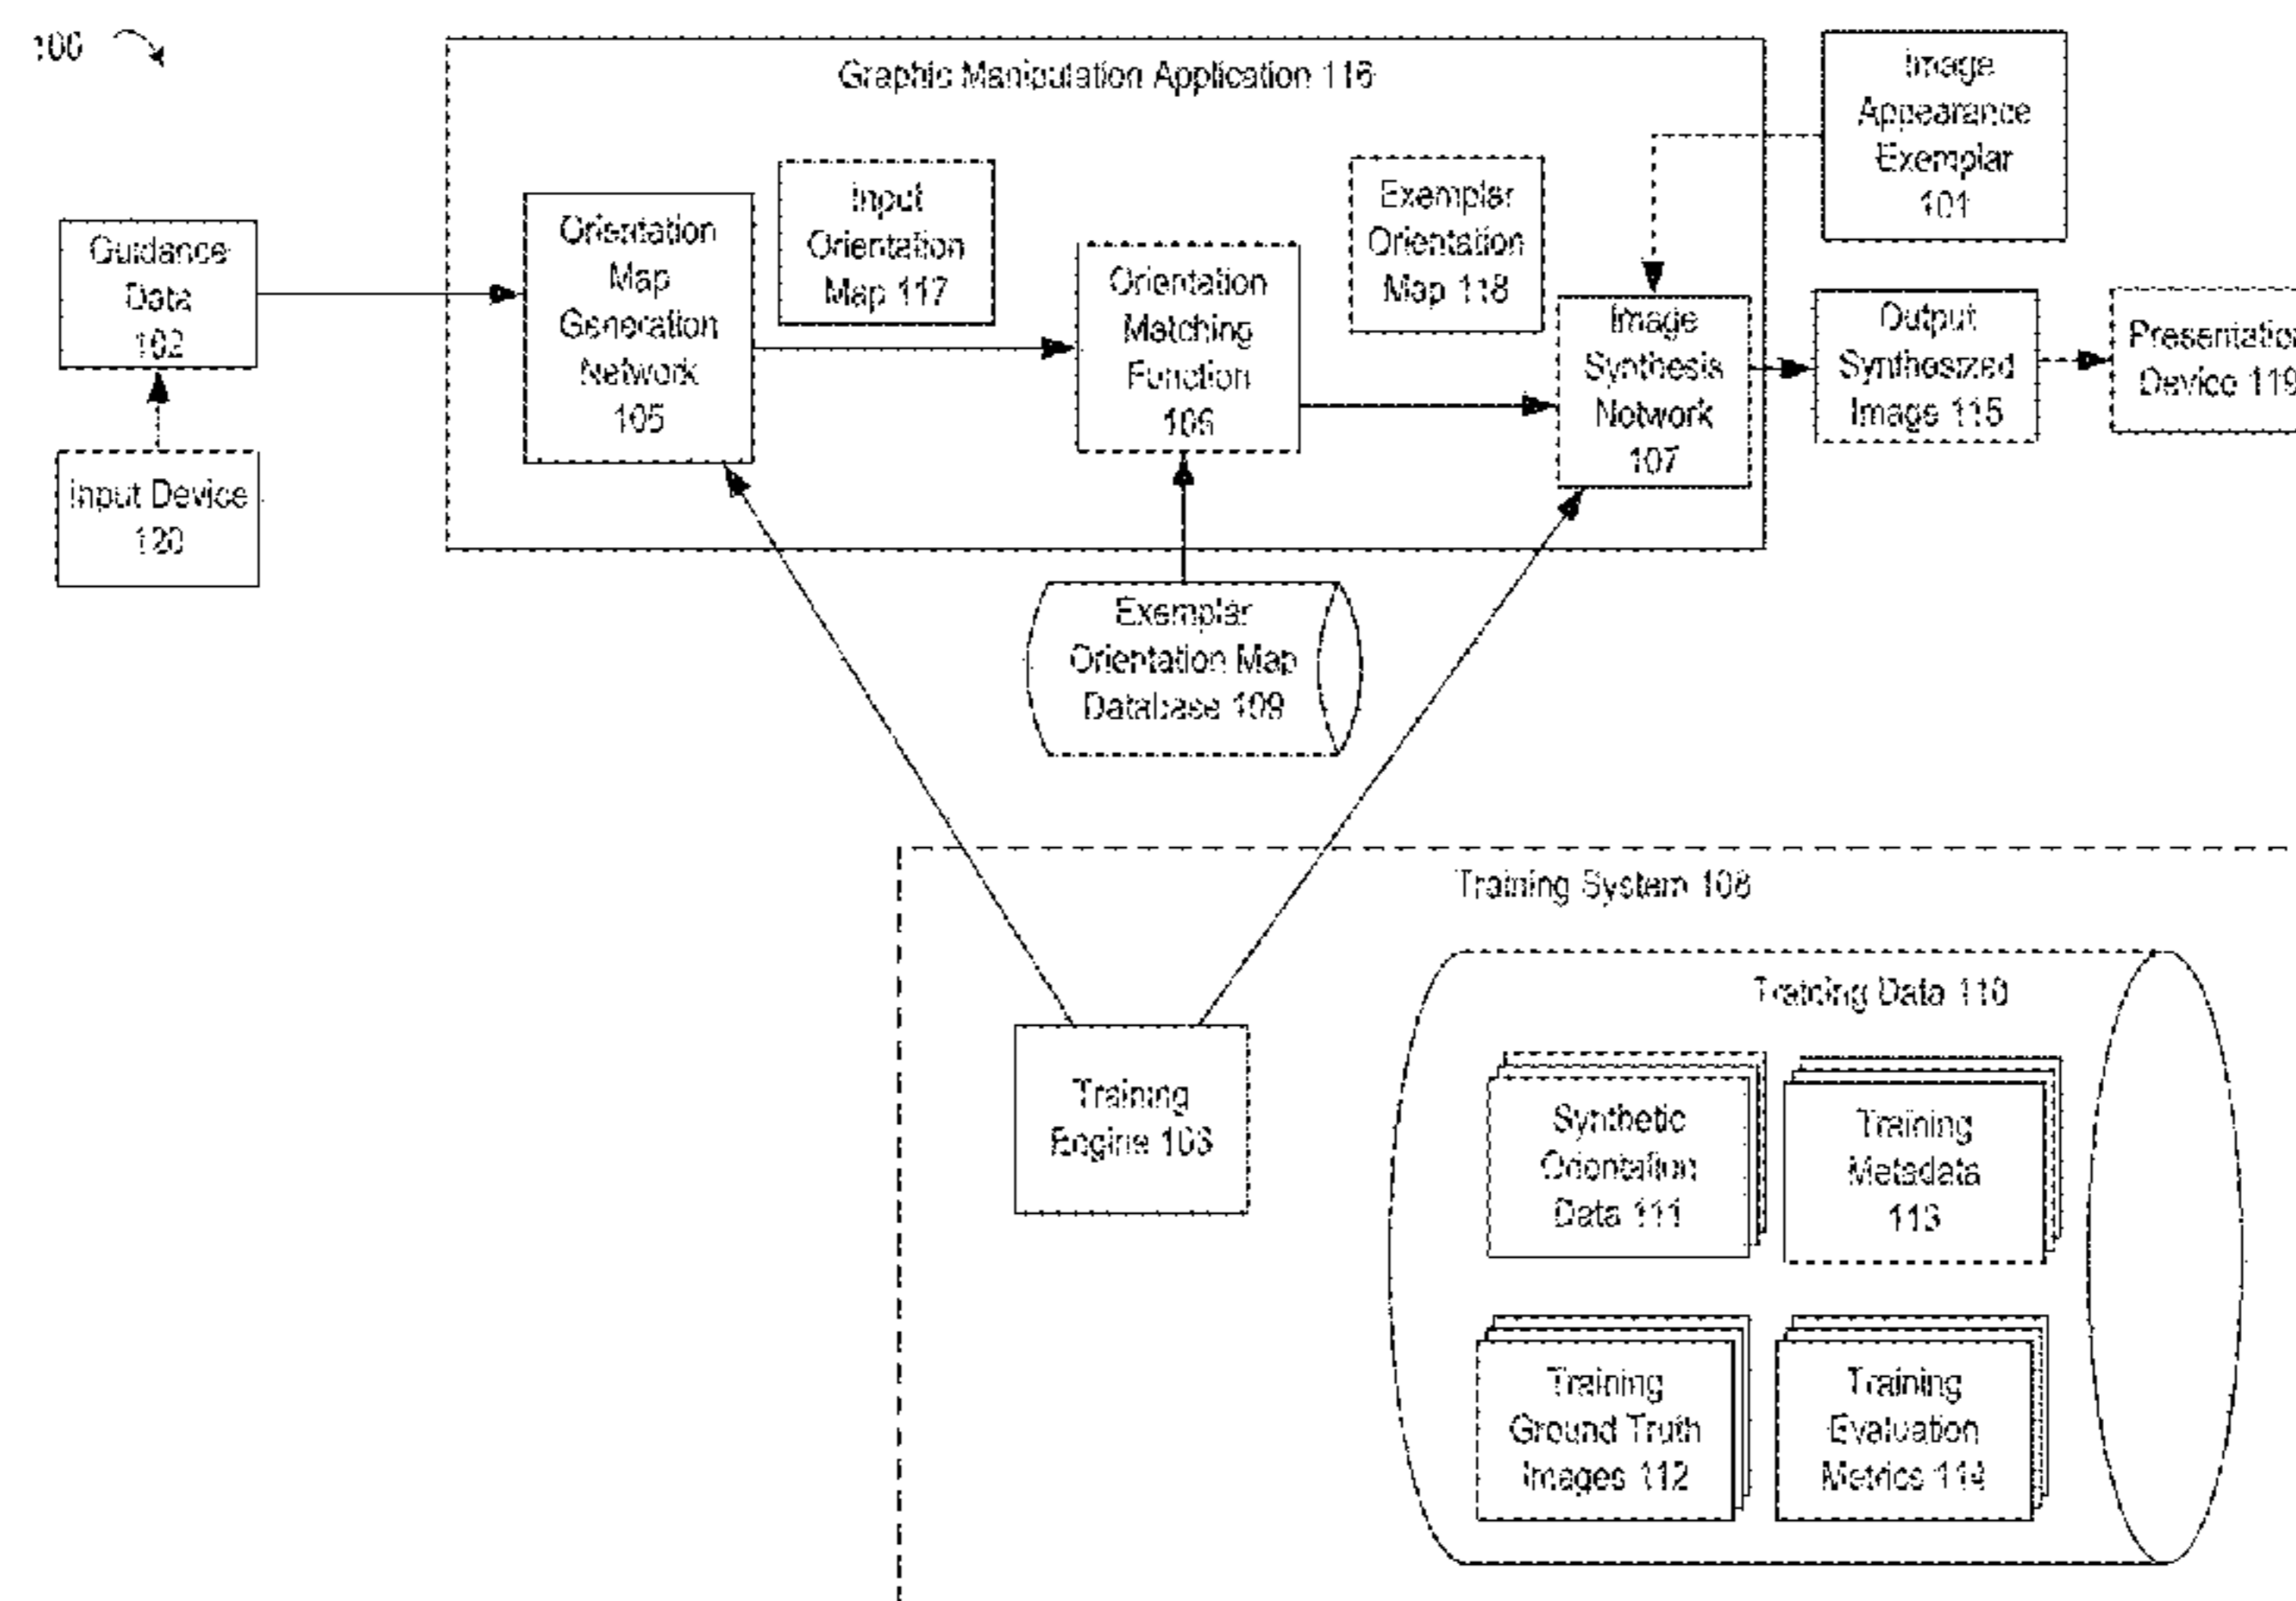 100
Graphic Manipulation Application 116
Image
Appearance
Exemplar
101
Guidance
Data
102
Input Device
120
Orientation
Map
Generation
Network
105
Input
Orientation
Map 117
Orientation
Matching
Function
106
Exemplar
Orientation
Map 118
Image
Synthesis
Network
107
Output
Synthesized
Image 115
Presentation
Device 119
Exemplar
Orientation Map
Database 109
Training System 108
Training
Engine 103
Training Data 110
Synthetic
Orientation
Data 111
Training
Metadata
113
Training
Ground Truth
Images 112
Training
Evaluation
Metrics 114